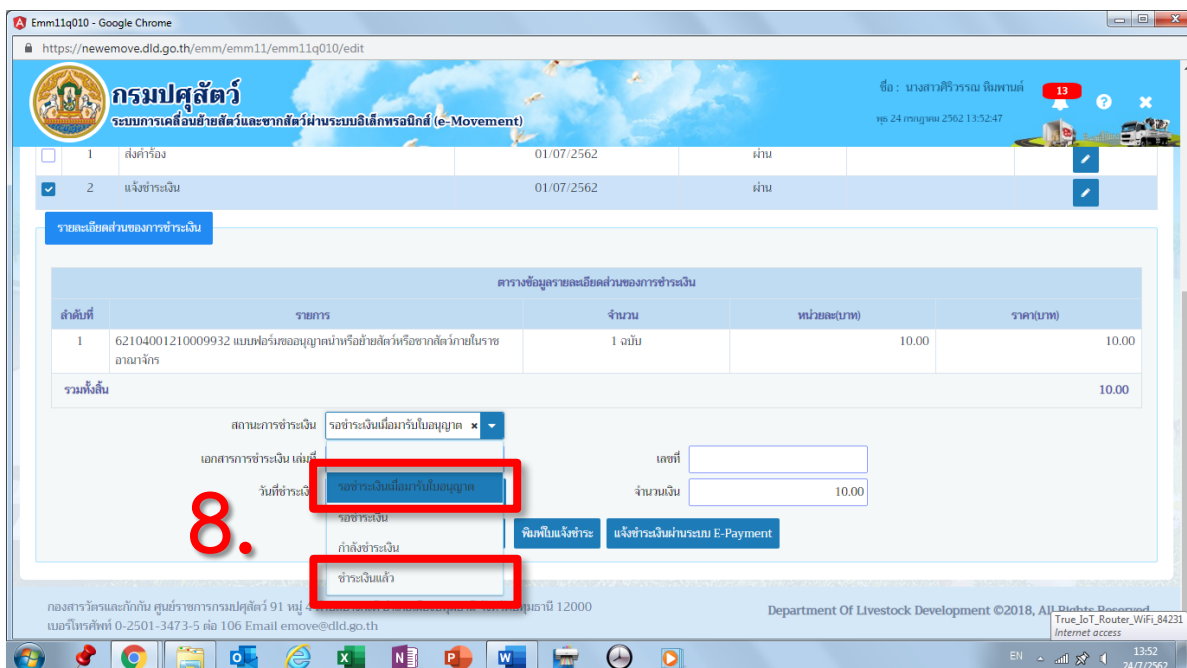 Emm11q010 - Google Chrome
https://newemove.dld.go.th/emm/emm11/emm11q010/edit
กรมปศุสัตว์
ระบบการเคลื่อนย้ายสัตว์และซากสัตว์ผ่านระบบอิเล็กทรอนิกส์ (e-Movement)
ชื่อ : นางสาวศิริวรรณ พิมพานต์
พุธ 24 กรกฎาคม 2562 13:52:47
13
1 ส่งคำร้อง 01/07/2562 ผ่าน
2 แจ้งชำระเงิน 01/07/2562 ผ่าน
รายละเอียดส่วนของการชำระเงิน
ตารางข้อมูลรายละเอียดส่วนของการชำระเงิน
ลำดับที่ รายการ จำนวน หน่วยละ(บาท) ราคา(บาท)
1 62104001210009932 แบบฟอร์มขออนุญาตนำหรือย้ายสัตว์หรือซากสัตว์ภายในราช 1 ฉบับ 10.00 10.00
อาณาจักร
รวมทั้งสิ้น 10.00
สถานะการชำระเงิน รอชำระเงินเมื่อมารับใบอนุญาต
เอกสารการชำระเงิน เล่มที่ เลขที่
วันที่ชำระเงิ รอชำระเงินเมื่อมารับใบอนุญาต จำนวนเงิน 10.00
รอชำระเงิน
8.
พิมพ์ใบแจ้งชำระ แจ้งชำระเงินผ่านระบบ E-Payment
กำลังชำระเงิน
ชำระเงินแล้ว
กองสารวัตรและกักกัน ศูนย์ราชการกรมปศุสัตว์ 91 หมู่ 4 12000
เบอร์โทรศัพท์ 0-2501-3473-5 ต่อ 106 Email emove@dld.go.th
Department Of Livestock Development ©2018, All Rights Reserved
True_IoT_Router_WiFi_84231
Internet access
EN 13:52
24/7/2562